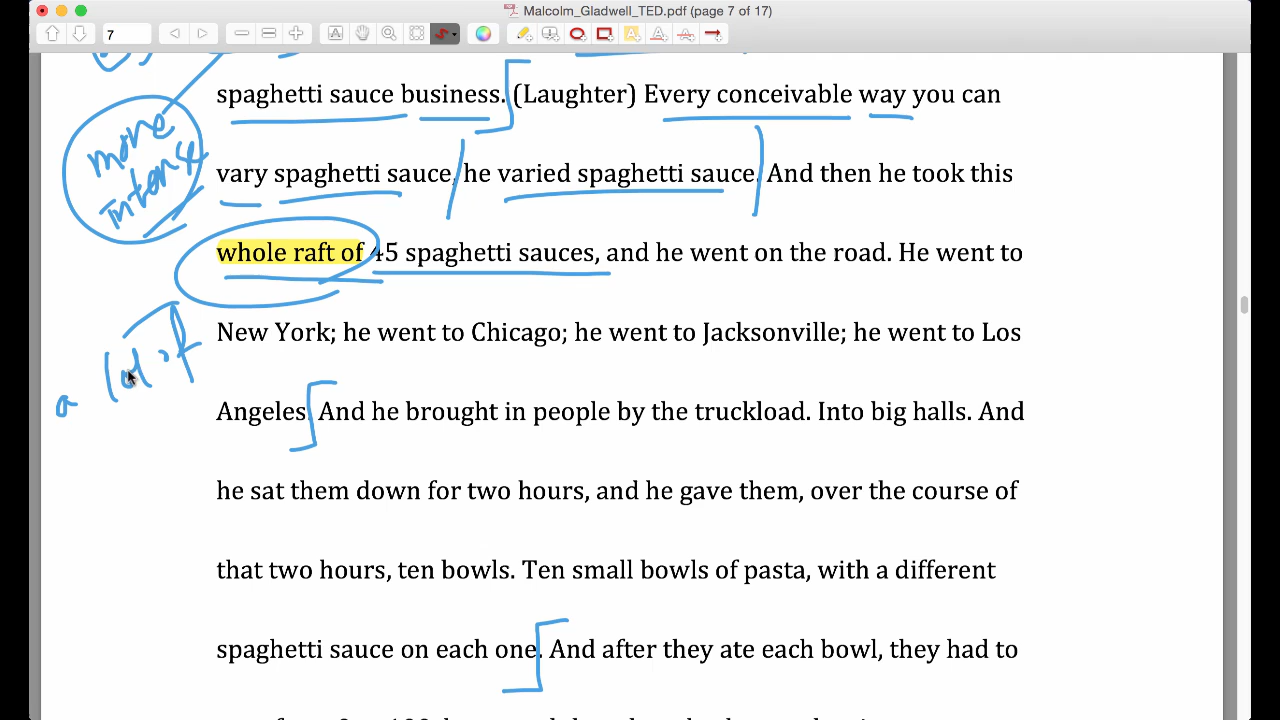 Malcolm_Gladwell_TED.pdf (page 7 of 17)
7
spaghetti sauce business. (Laughter) Every conceivable way you can
more
intense
vary spaghetti sauce, he varied spaghetti sauce. And then he took this
whole raft of 45 spaghetti sauces, and he went on the road. He went to
New York; he went to Chicago; he went to Jacksonville; he went to Los
a lot of
Angeles. And he brought in people by the truckload. Into big halls. And
he sat them down for two hours, and he gave them, over the course of
that two hours, ten bowls. Ten small bowls of pasta, with a different
spaghetti sauce on each one. And after they ate each bowl, they had to